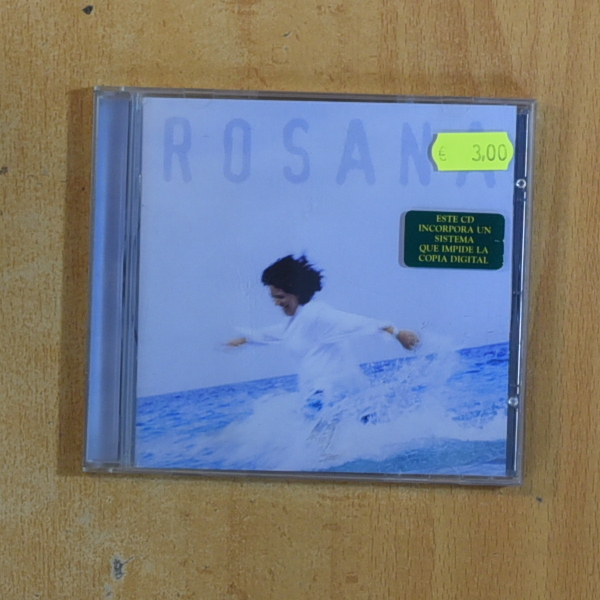 ROSANA
€ 3,00
ESTE CD
INCORPORA UN
SISTEMA
QUE IMPIDE LA
COPIA DIGITAL